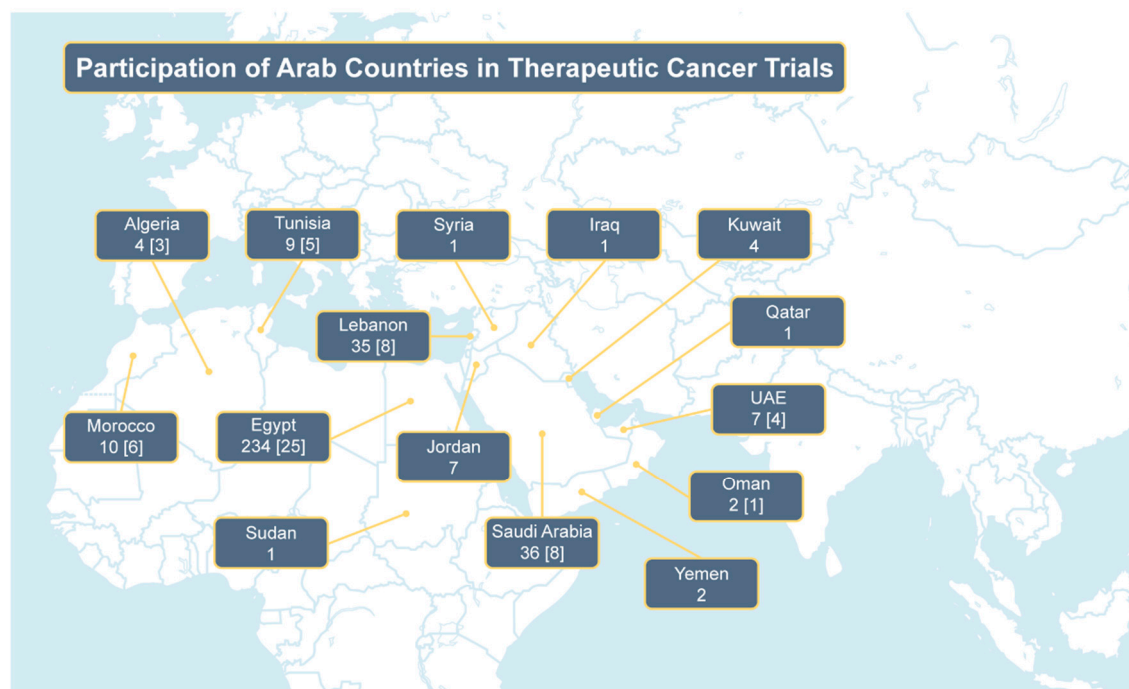 Participation of Arab Countries in Therapeutic Cancer Trials
Algeria
4 [3]
Tunisia
9 [5]
Syria
1
Iraq
1
Kuwait
4
Lebanon
35 [8]
Qatar
1
Morocco
10 [6]
Egypt
234 [25]
Jordan
7
UAE
7 [4]
Oman
2 [1]
Sudan
1
Saudi Arabia
36 [8]
Yemen
2